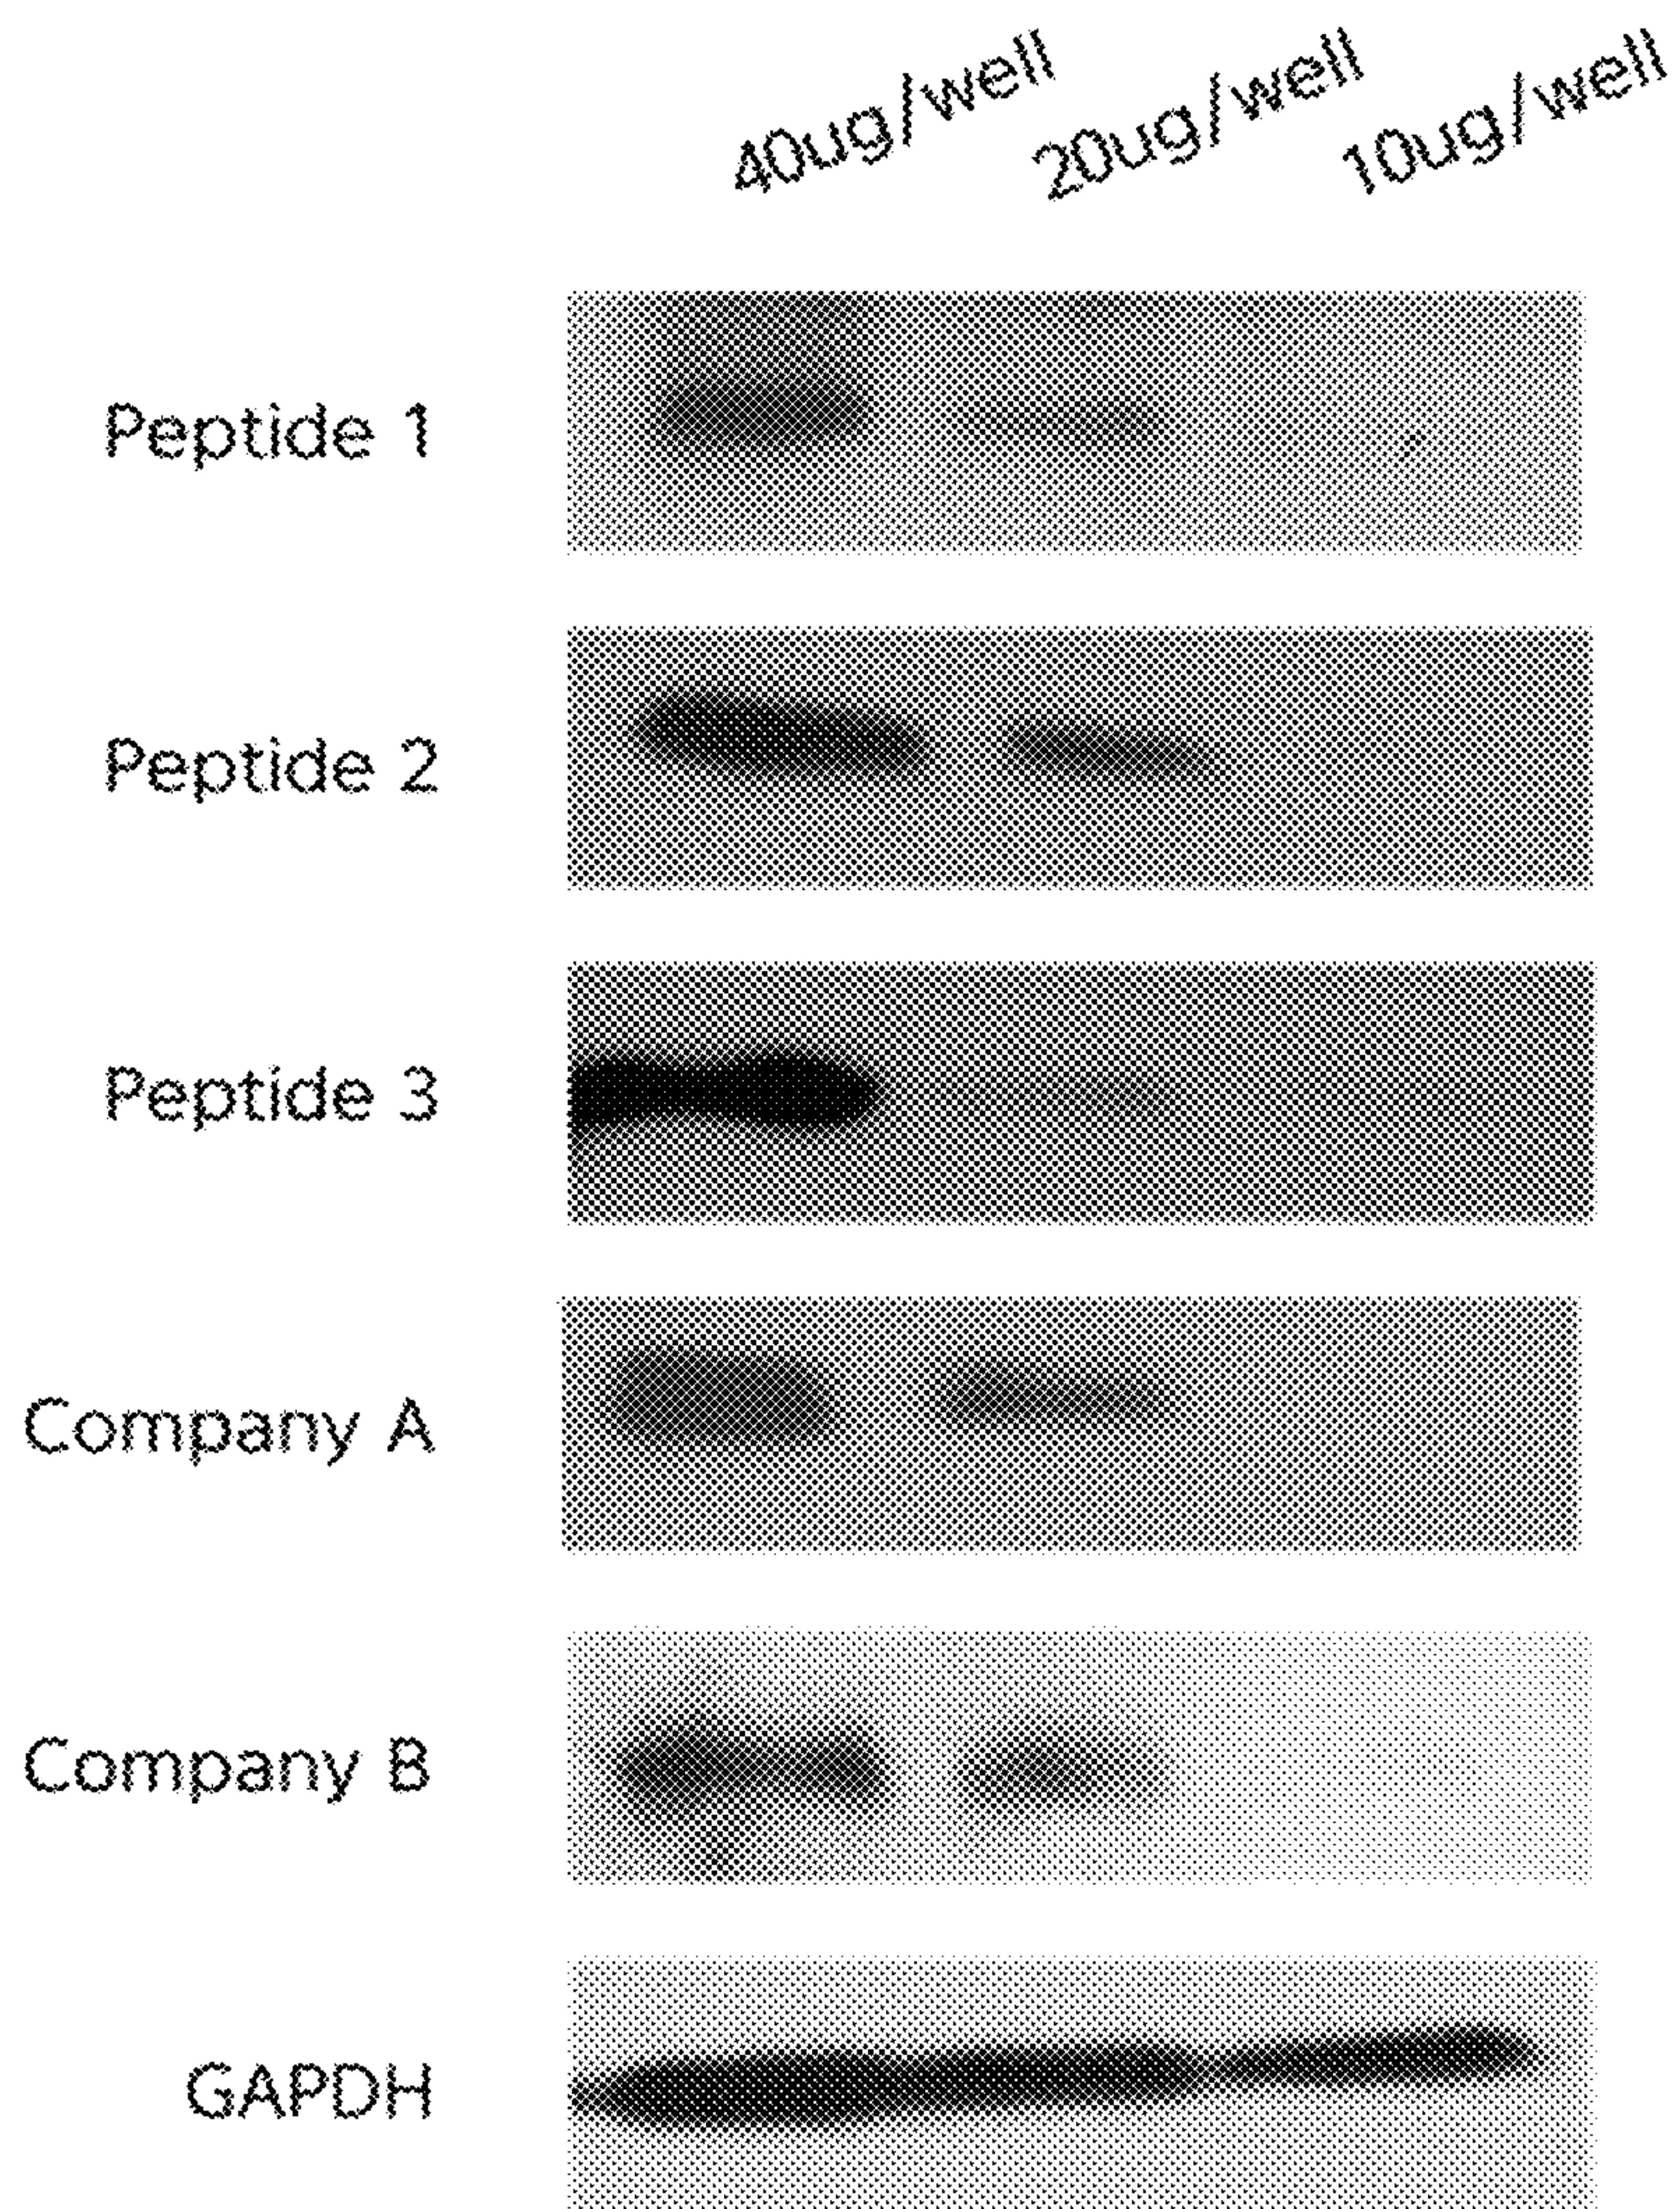 40ug/well 20ug/well 10ug/well
Peptide 1
Peptide 2
Peptide 3
Company A
Company B
GAPDH